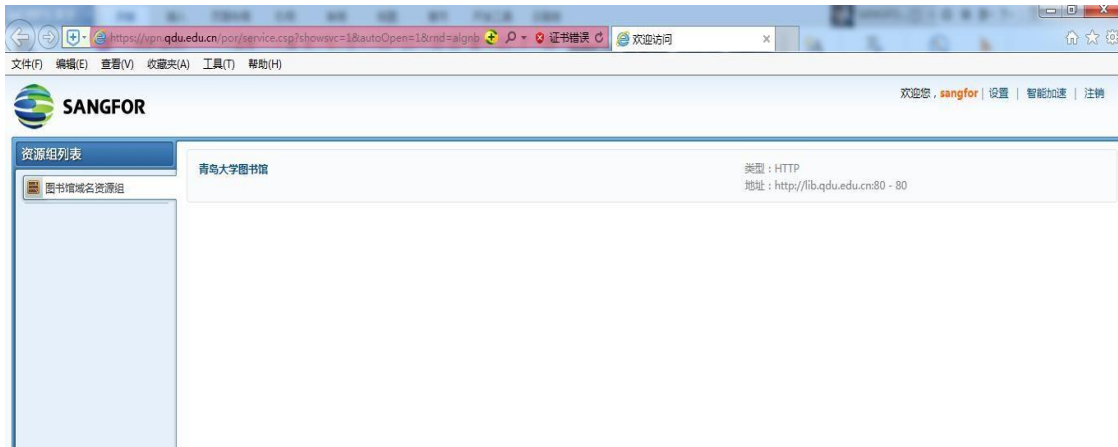 https://vpn.qdu.edu.cn/por/service.csp?showsvc=1&autoOpen=1&rnd=algnb
证书错误
欢迎访问
文件(F) 编辑(E) 查看(V) 收藏夹(A) 工具(T) 帮助(H)
SANGFOR
欢迎您,sangfor | 设置 | 智能加速 | 注销
资源组列表
图书馆域名资源组
青岛大学图书馆
类型:HTTP
地址:http://lib.qdu.edu.cn:80 - 80